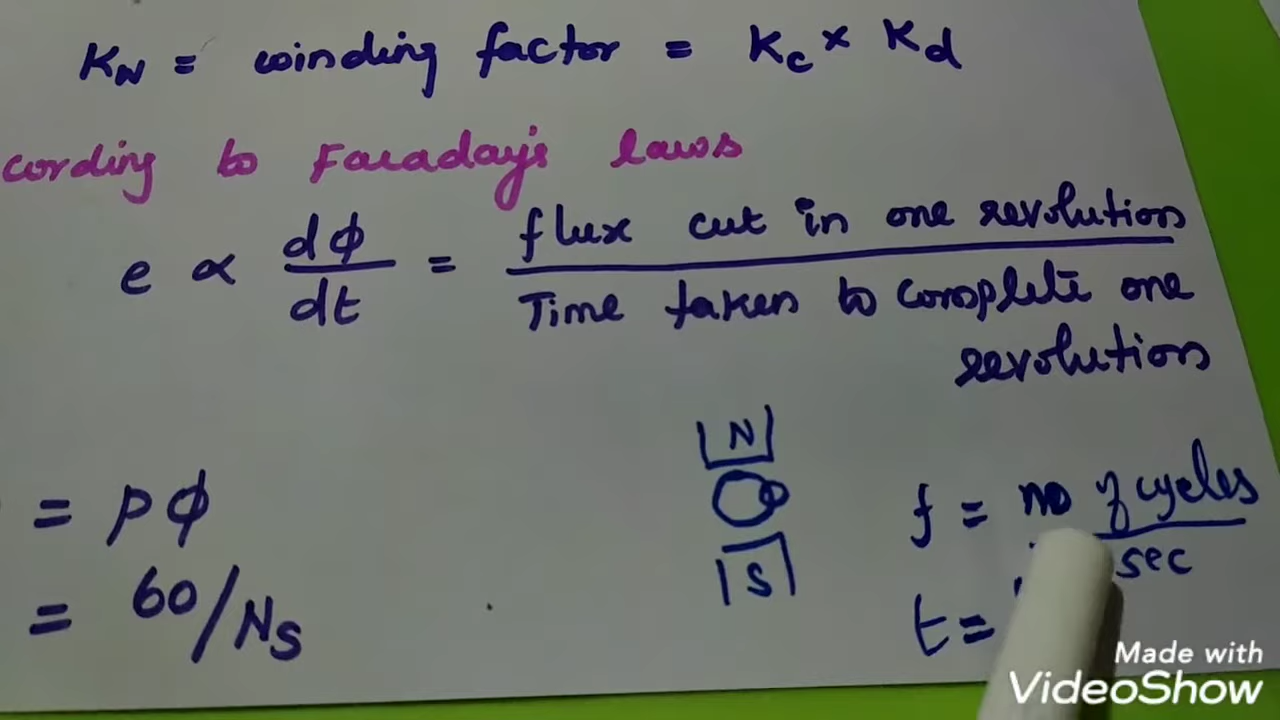 KN = winding factor = Kc × Kd
cording to Faraday's laws
e ∝ dφ/dt = flux cut in one revolution
Time taken to complete one
revolution
N
S
= Pφ
= 60/NS
f = no of cycles
sec
t =
Made with
VideoShow